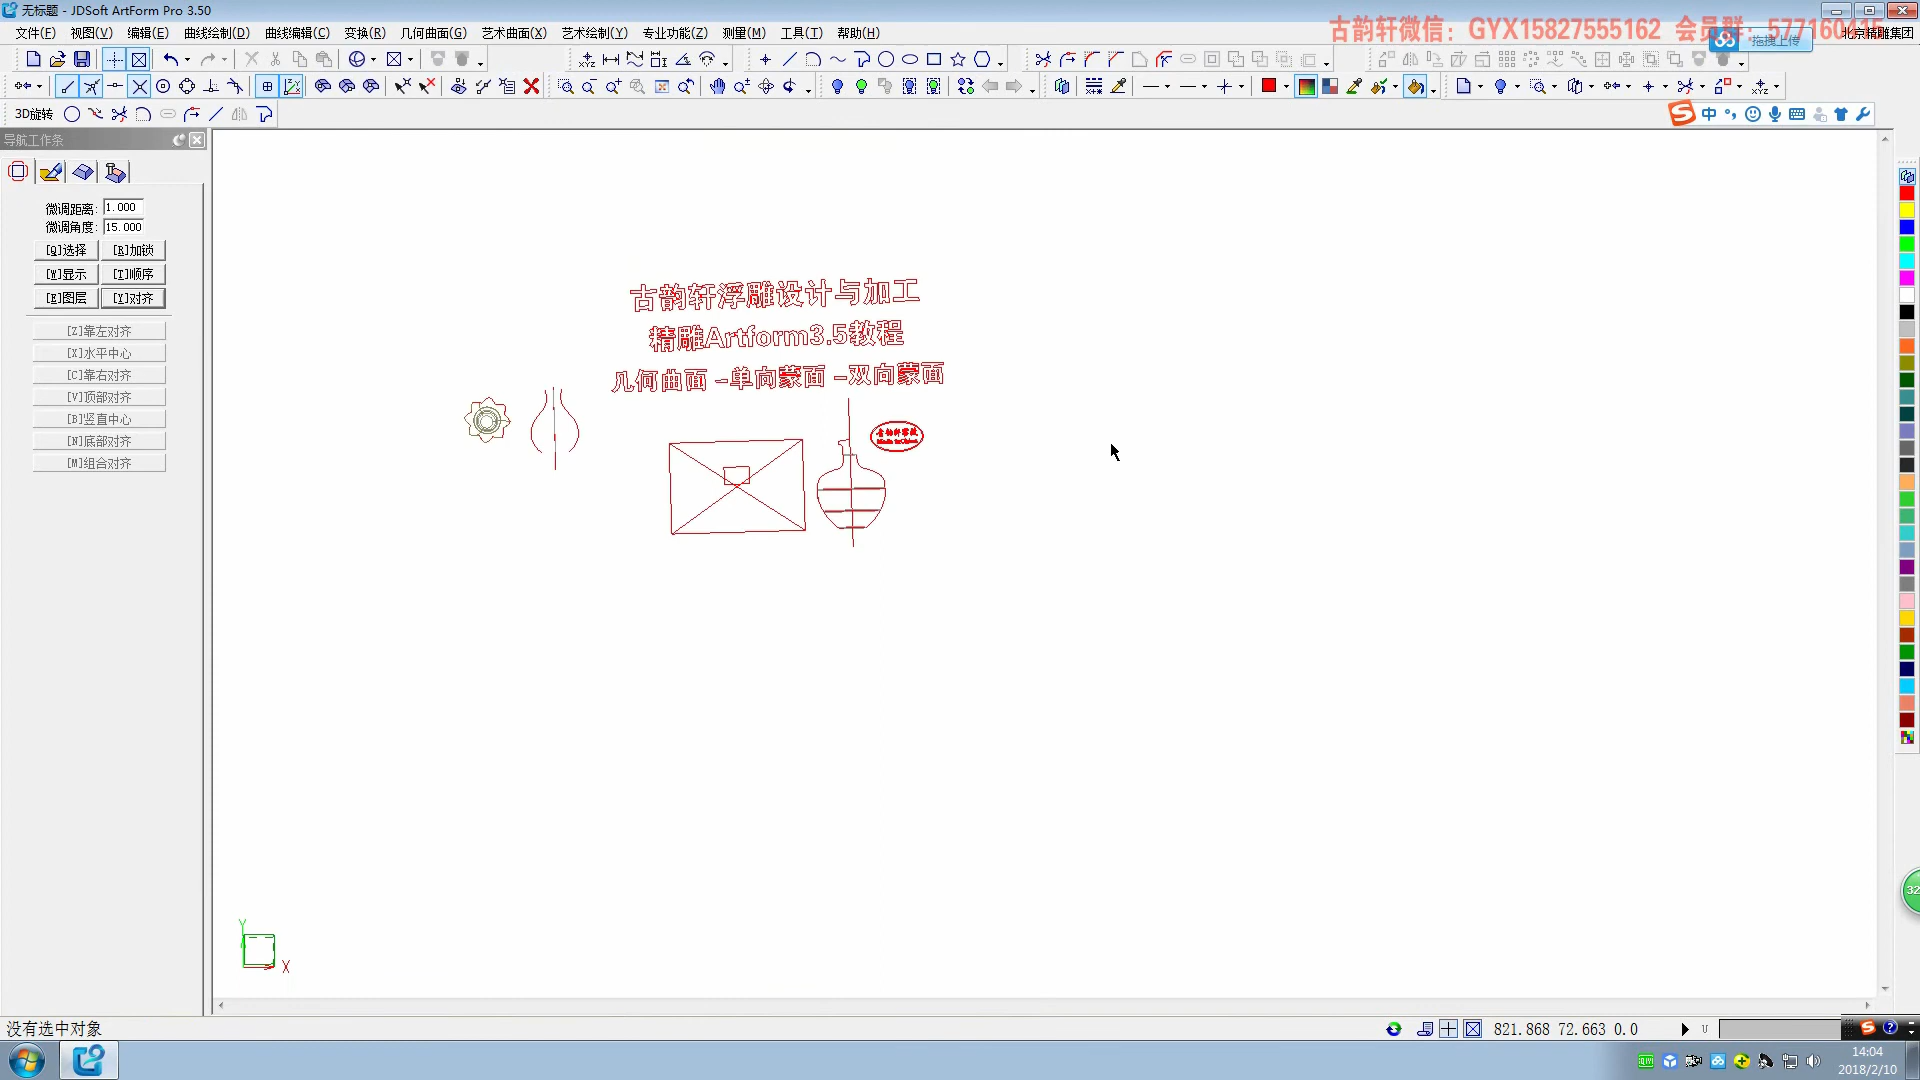 无标题 - JDSoft ArtForm Pro 3.50
古韵轩微信：GYX15827555162 会员群：577160415
文件(F) 视图(V) 编辑(E) 曲线绘制(D) 曲线编辑(C) 变换(R) 几何曲面(G) 艺术曲面(X) 艺术绘制(Y) 专业功能(Z) 测量(M) 工具(T) 帮助(H)
拖拽上传
北京精雕集团
3D旋转
中
导航工作条
微调距离: 1.000
微调角度: 15.000
[Q]选择 [R]加锁
[W]显示 [T]顺序
[E]图层 [Y]对齐
[Z]靠左对齐
[X]水平中心
[C]靠右对齐
[V]顶部对齐
[B]竖直中心
[N]底部对齐
[M]组合对齐
古韵轩浮雕设计与加工
精雕Artform3.5教程
几何曲面 -单向蒙面 -双向蒙面
Made in China
32
Y
X
没有选中对象
821.868 72.663 0.0
14:04
2018/2/10